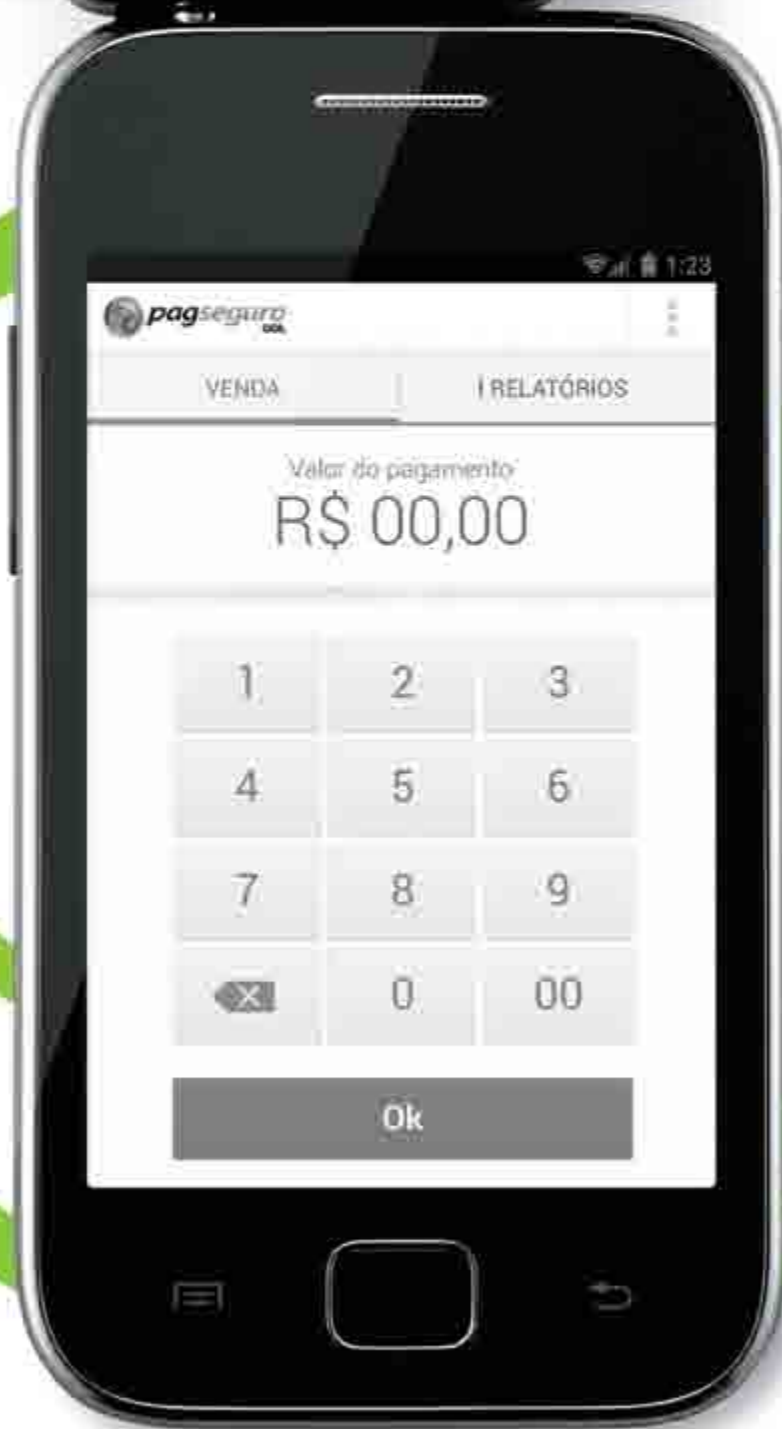 1:23
pagseguro
UOL
VENDA
RELATÓRIOS
Valor do pagamento
R$ 00,00
1 2 3
4 5 6
7 8 9
0 00
Ok